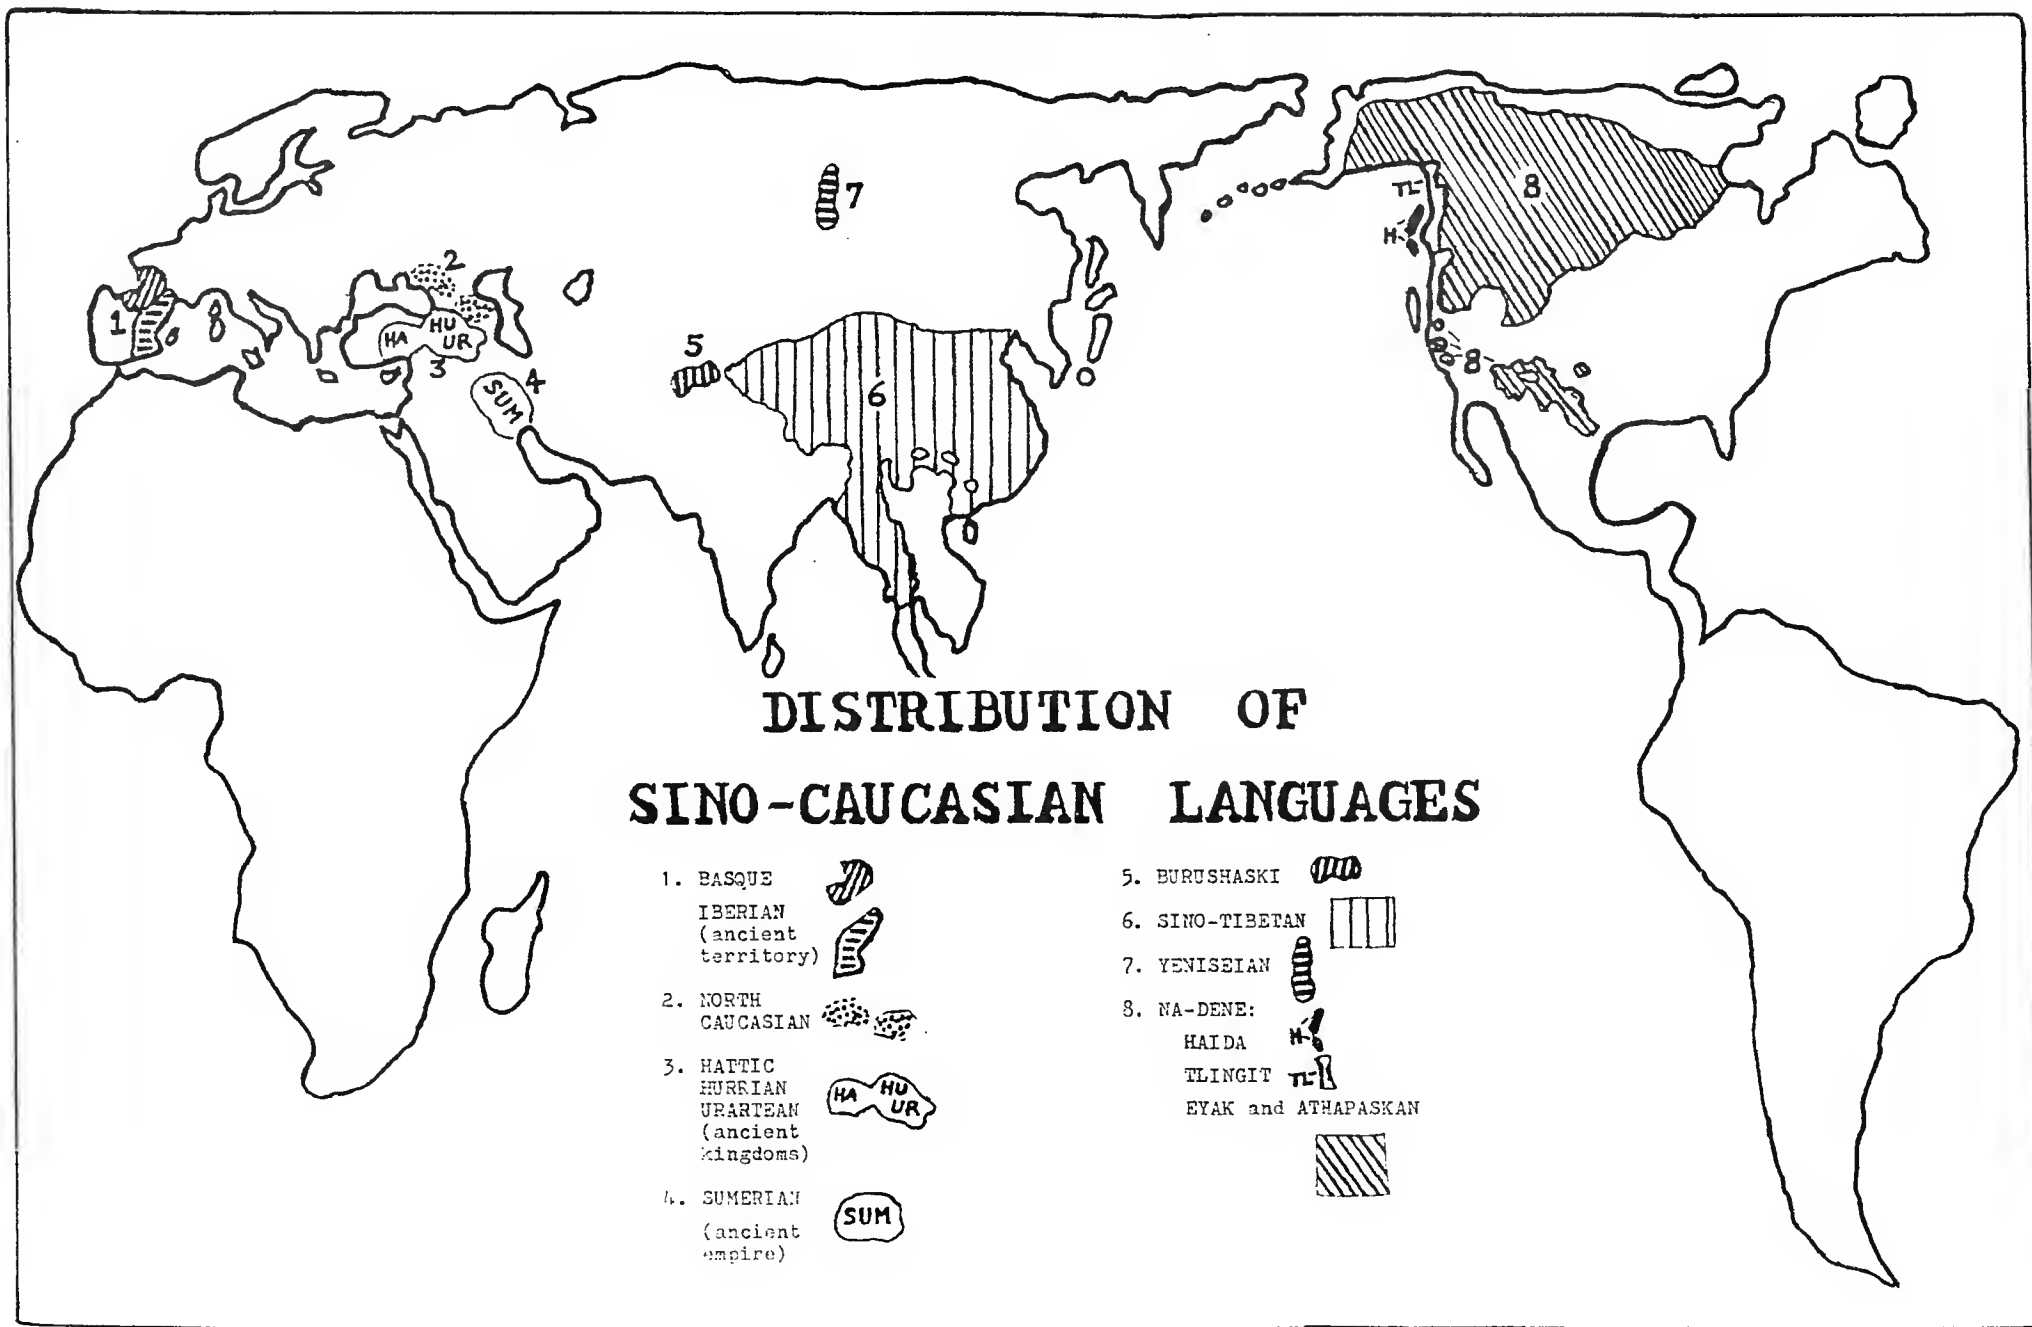 7
8
TL-
H
2
1
HA
HU
UR
3
5
4
SUM
6
8
DISTRIBUTION OF
SINO-CAUCASIAN LANGUAGES
1. BASQUE
IBERIAN
(ancient
territory)
2. NORTH
CAUCASIAN
3. HATTIC
HURRIAN
URARTEAN
(ancient
kingdoms)
HA
HU
UR
4. SUMERIAN
(ancient
empire)
SUM
5. BURUSHASKI
6. SINO-TIBETAN
7. YENISEIAN
8. NA-DENE:
HAIDA
H
TLINGIT
TL-
EYAK and ATHAPASKAN